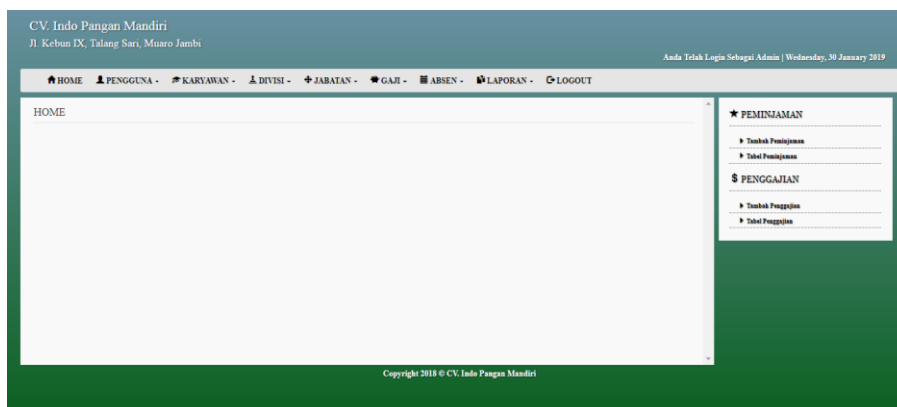 CV. Indo Pangan Mandiri
Jl. Kebun IX, Talang Sari, Muaro Jambi
Anda Telah Login Sebagai Admin | Wednesday, 30 January 2019
HOME PENGGUNA KARYAWAN DIVISI JABATAN GAJI ABSEN LAPORAN LOGOUT
HOME
PEMINJAMAN
Tambah Peminjaman
Tabel Peminjaman
$ PENGGAJIAN
Tambah Penggajian
Tabel Penggajian
Copyright 2018 © CV. Indo Pangan Mandiri